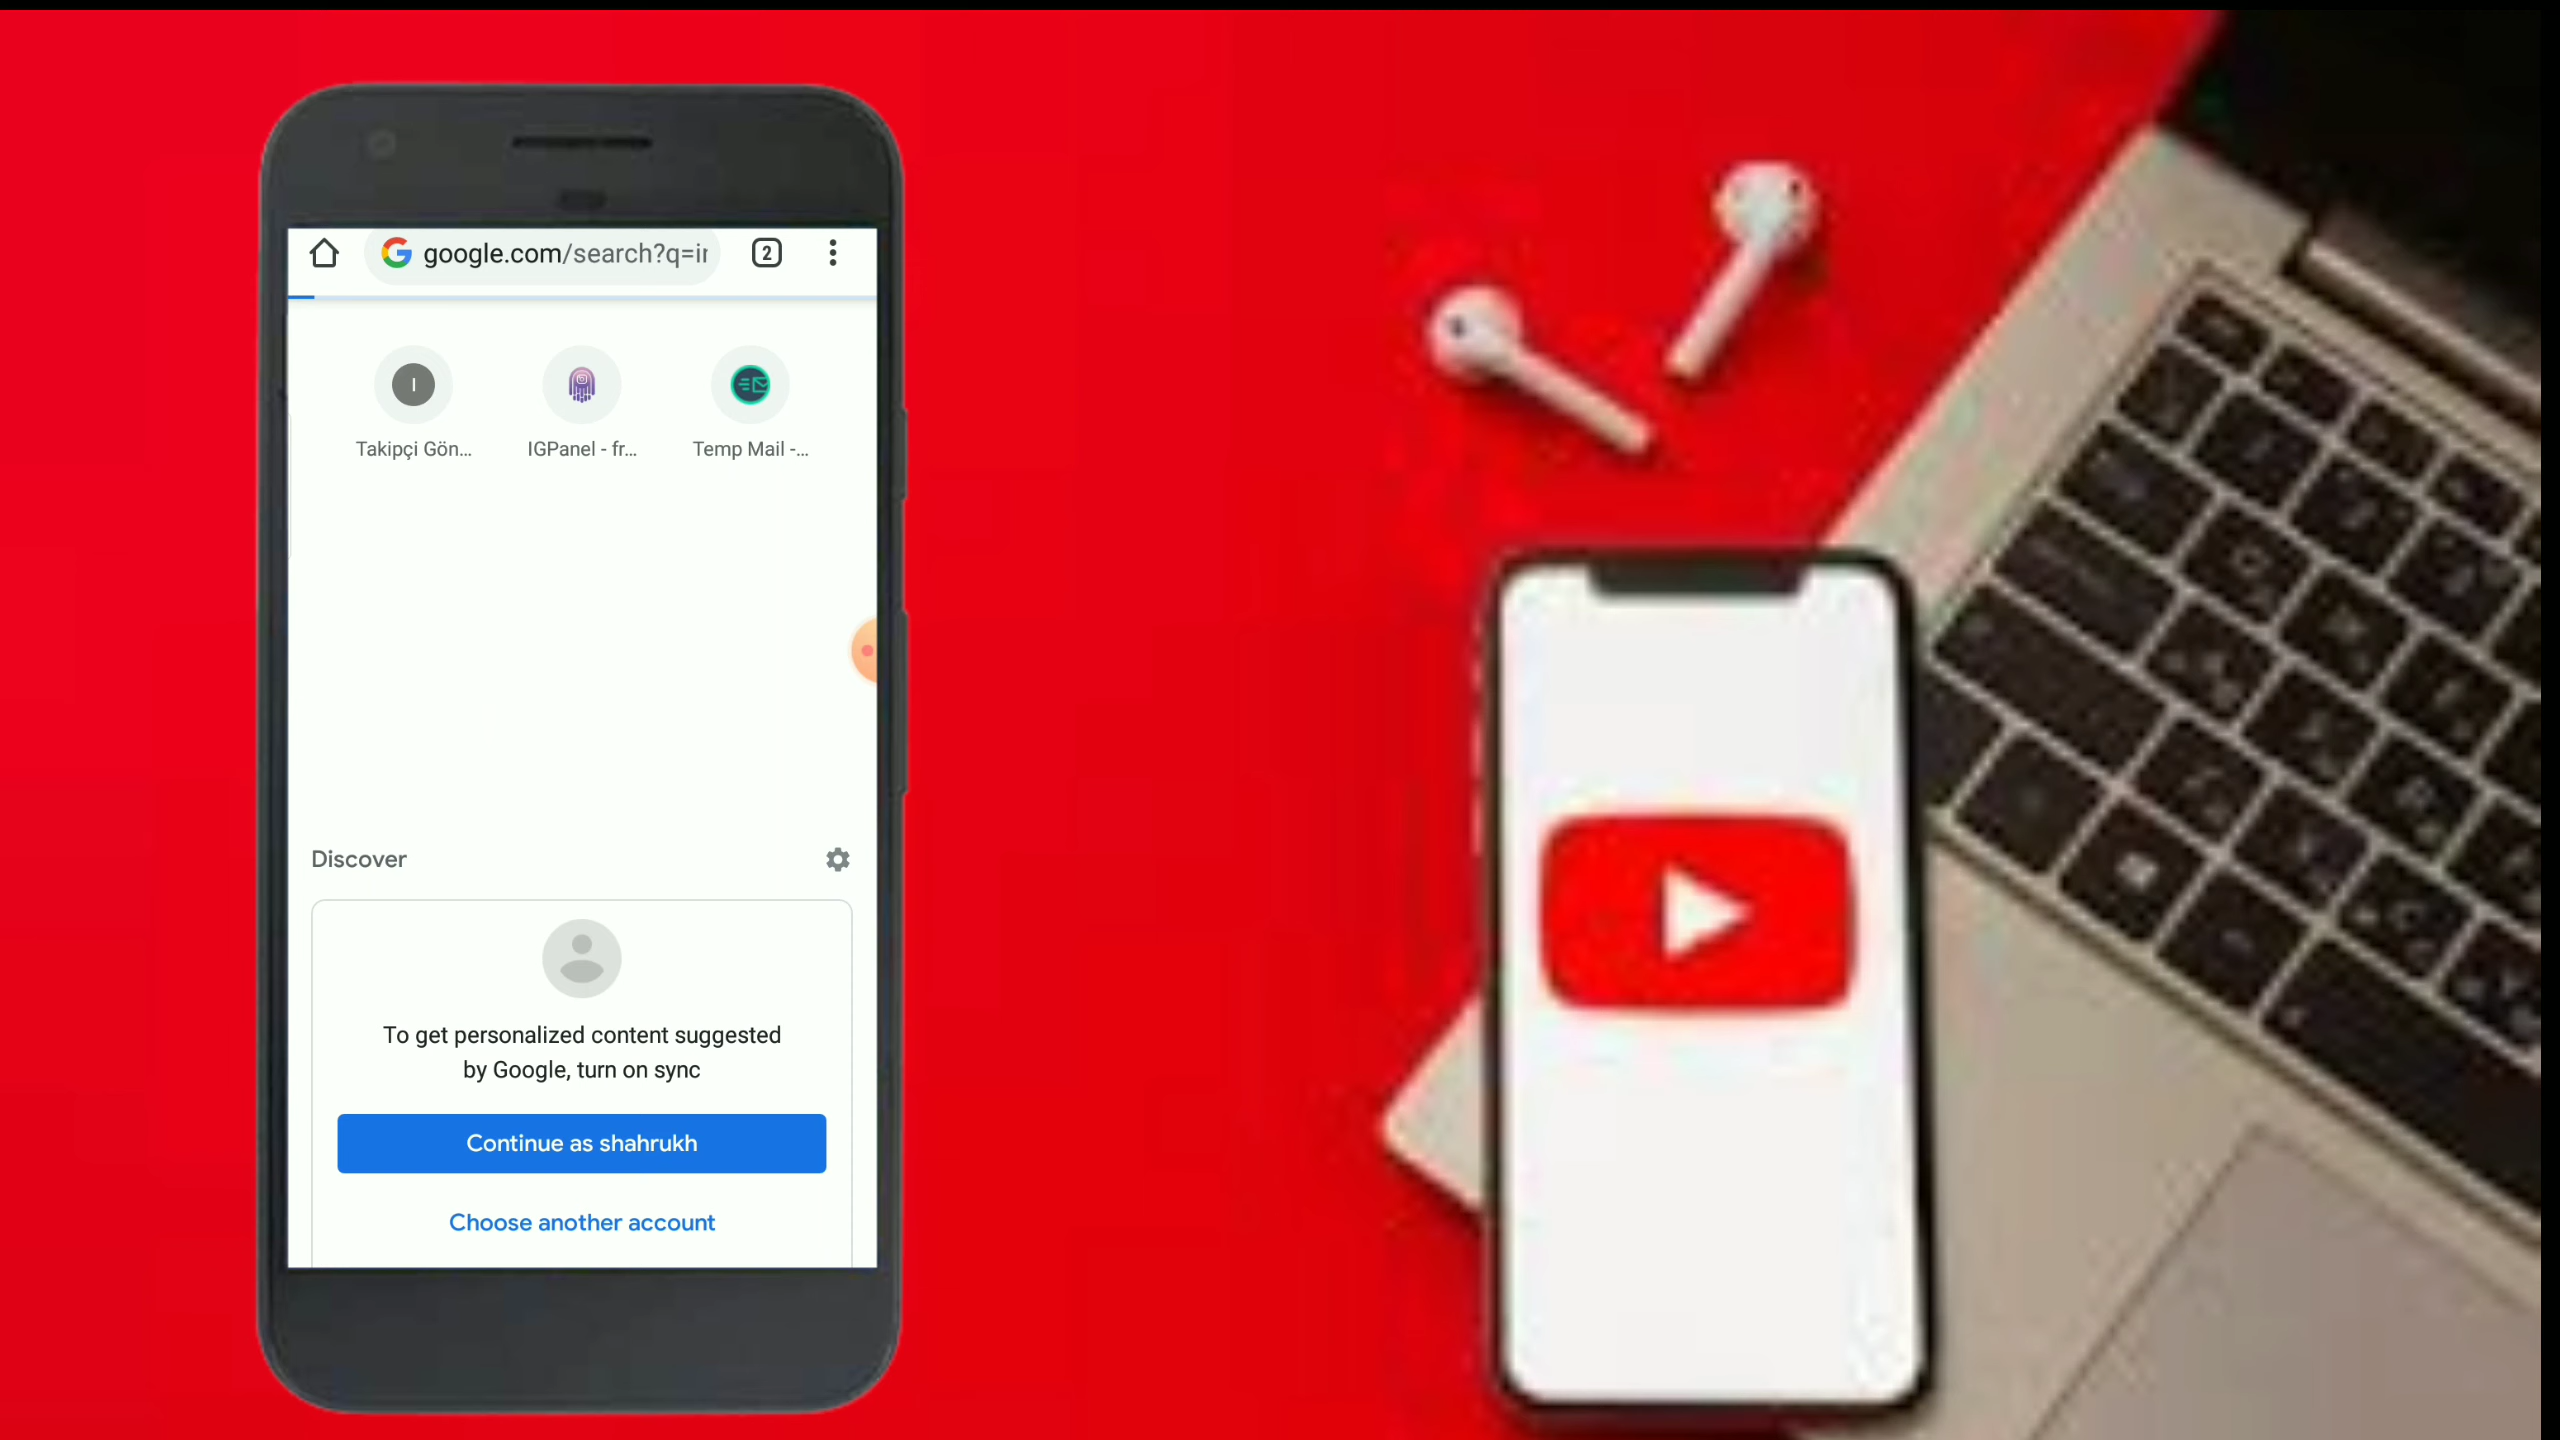 google.com/search?q=ir
2
I
Takipçi Gön...
IGPanel - fr...
Temp Mail -...
Discover
To get personalized content suggested
by Google, turn on sync
Continue as shahrukh
Choose another account